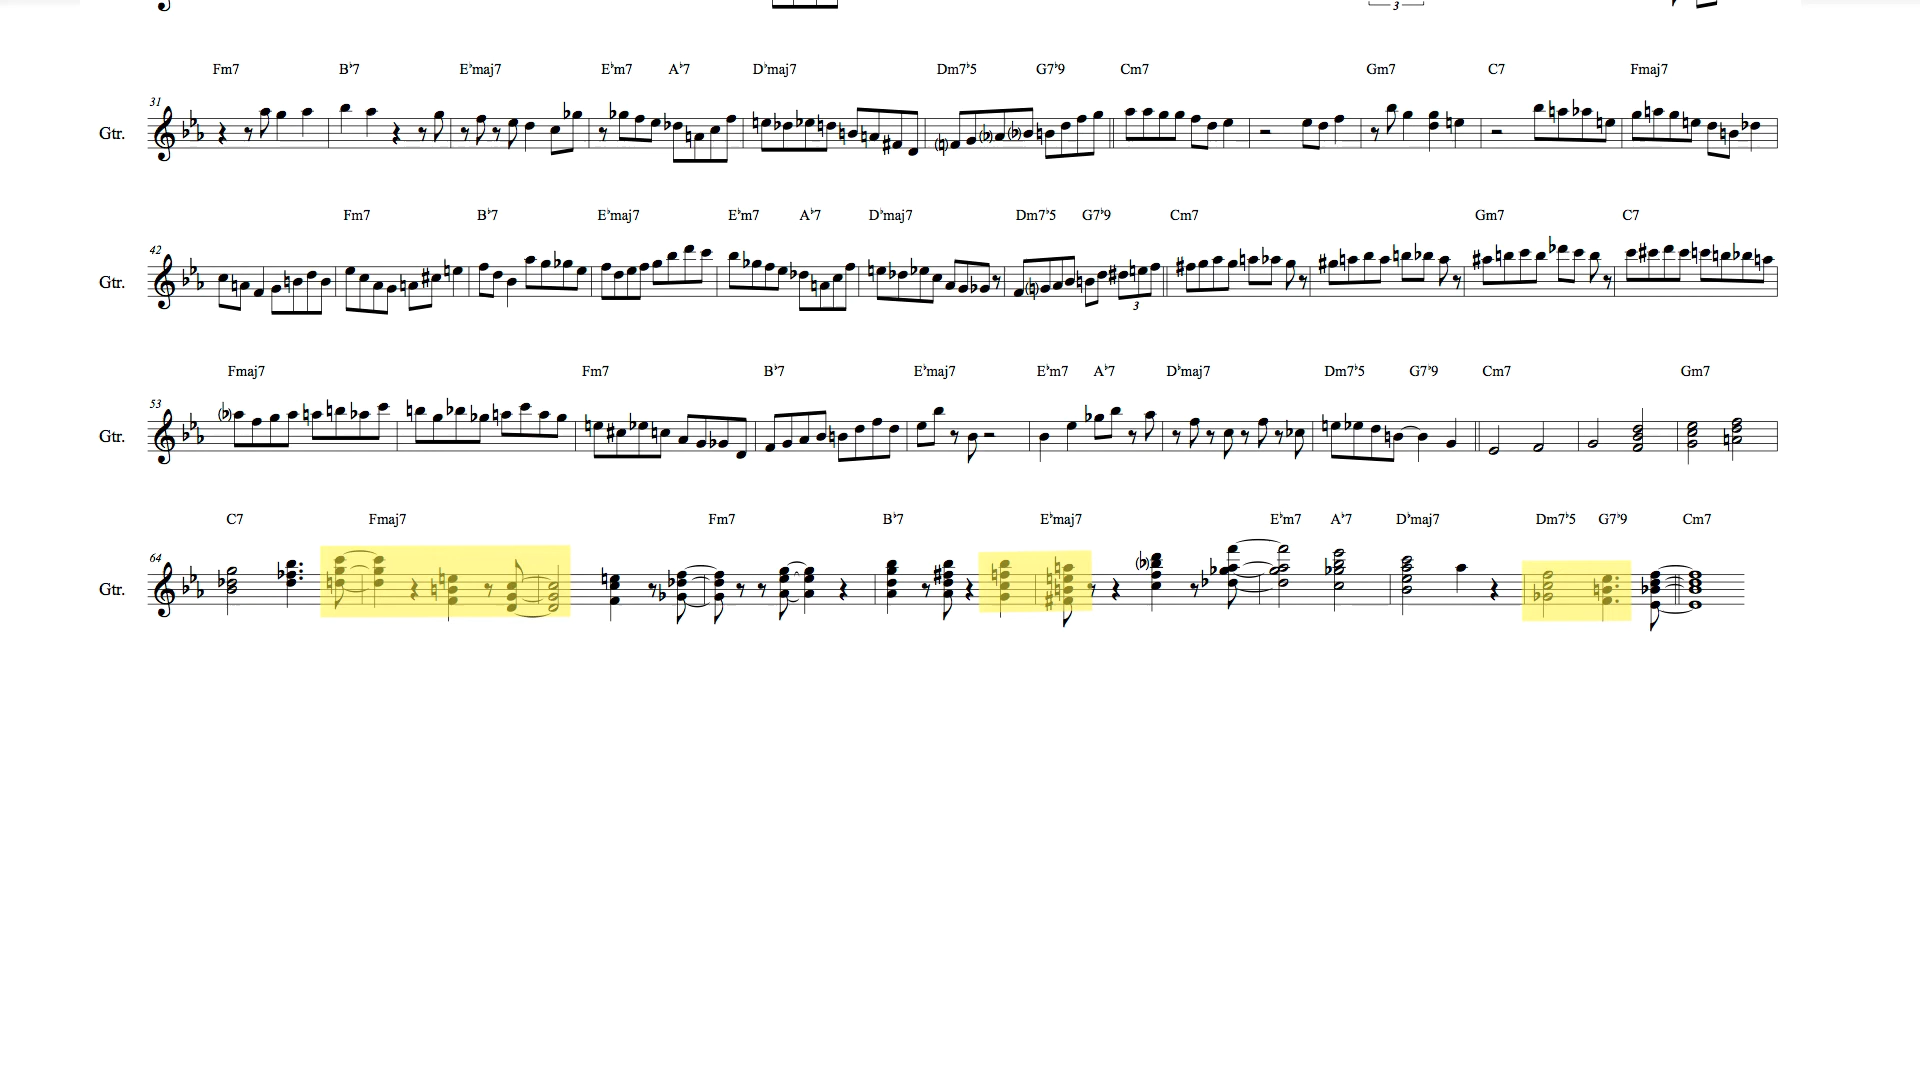 3 3
Fm7 B♭7 E♭maj7 E♭m7 A♭7 D♭maj7 Dm7♭5 G7♭9 Cm7 Gm7 C7 Fmaj7
31
Gtr.
Fm7 B♭7 E♭maj7 E♭m7 A♭7 D♭maj7 Dm7♭5 G7♭9 Cm7 Gm7 C7
42
Gtr.
3
Fmaj7 Fm7 B♭7 E♭maj7 E♭m7 A♭7 D♭maj7 Dm7♭5 G7♭9 Cm7 Gm7
53
Gtr.
C7 Fmaj7 Fm7 B♭7 E♭maj7 E♭m7 A♭7 D♭maj7 Dm7♭5 G7♭9 Cm7
64
Gtr.